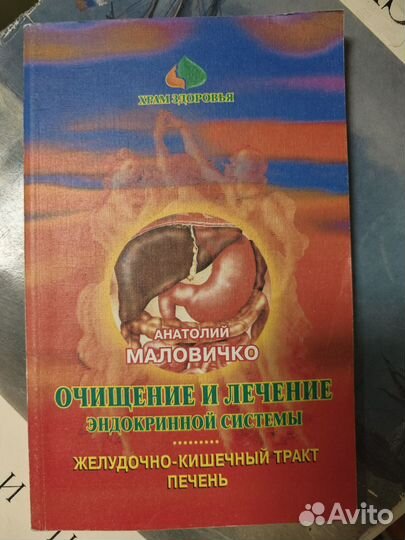 ХРАМ ЗДОРОВЬЯ
АНАТОЛИЙ
МАЛОВИЧКО
ОЧИЩЕНИЕ И ЛЕЧЕНИЕ
ЭНДОКРИННОЙ СИСТЕМЫ
ЖЕЛУДОЧНО-КИШЕЧНЫЙ ТРАКТ
ПЕЧЕНЬ
Avito